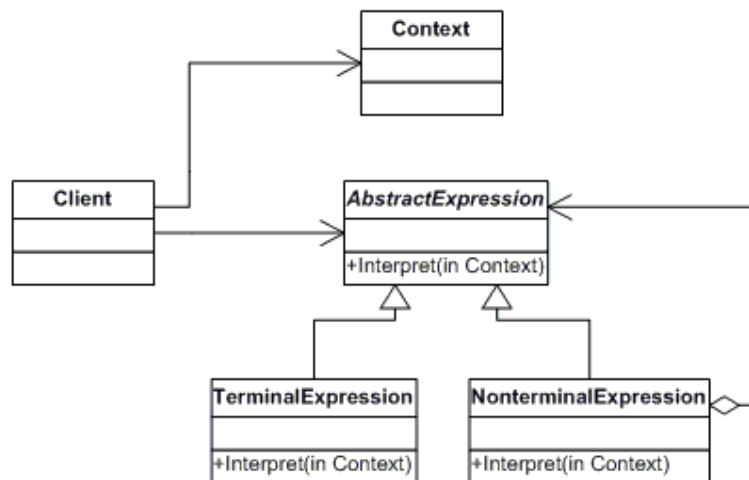 Context
Client
AbstractExpression
+Interpret(in Context)
TerminalExpression
+Interpret(in Context)
NonterminalExpression
+Interpret(in Context)